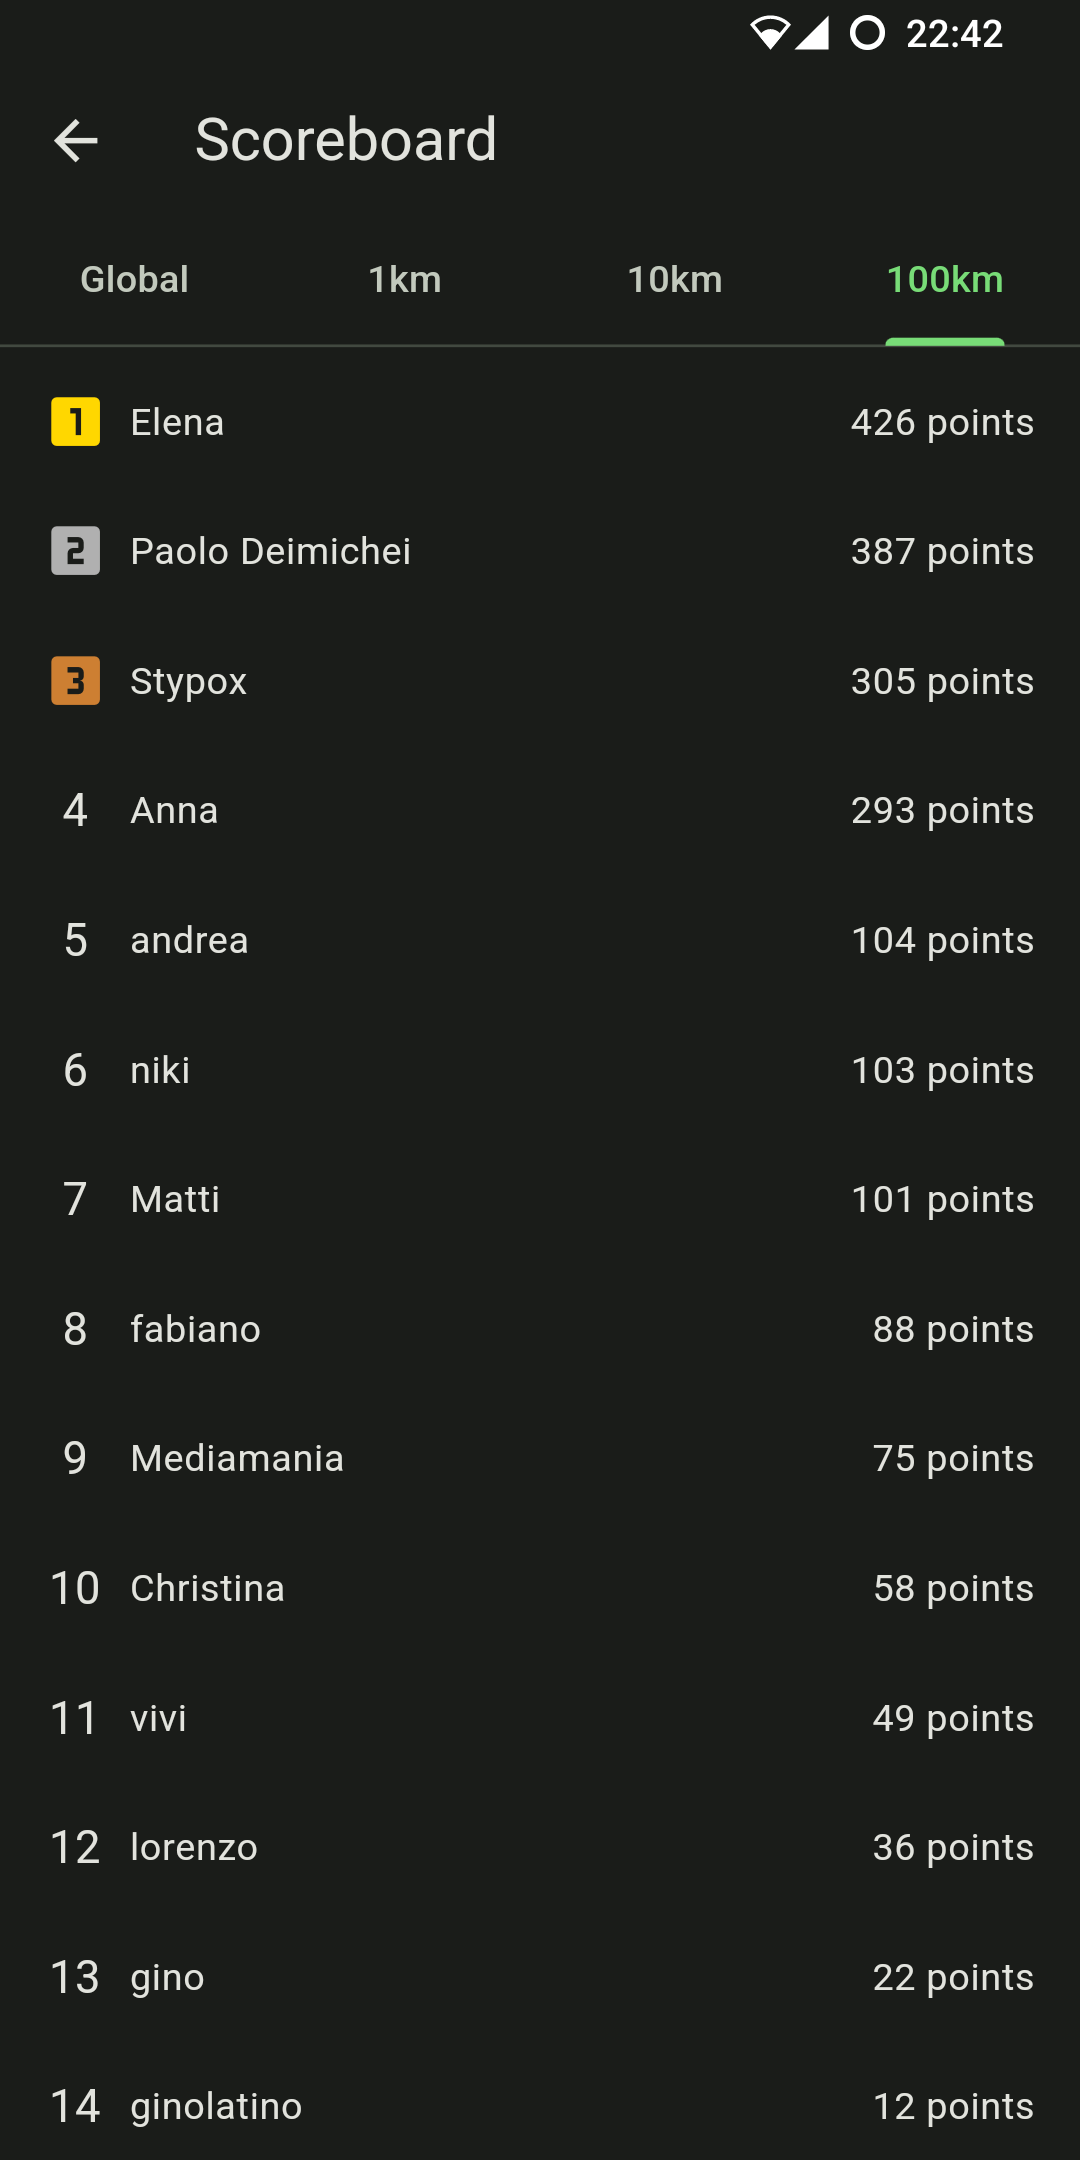 22:42
Scoreboard
Global 1km 10km 100km
1 Elena 426 points
2 Paolo Deimichei 387 points
3 Stypox 305 points
4 Anna 293 points
5 andrea 104 points
6 niki 103 points
7 Matti 101 points
8 fabiano 88 points
9 Mediamania 75 points
10 Christina 58 points
11 vivi 49 points
12 lorenzo 36 points
13 gino 22 points
14 ginolatino 12 points